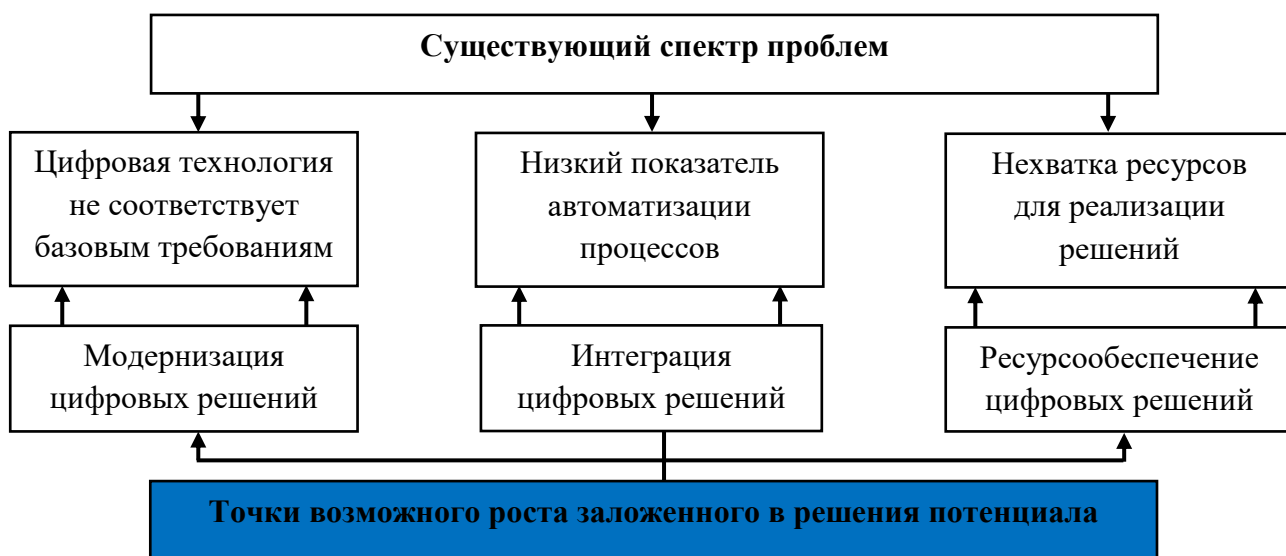 Существующий спектр проблем
Цифровая технология
не соответствует
базовым требованиям
Низкий показатель
автоматизации
процессов
Нехватка ресурсов
для реализации
решений
Модернизация
цифровых решений
Интеграция
цифровых решений
Ресурсообеспечение
цифровых решений
Точки возможного роста заложенного в решения потенциала